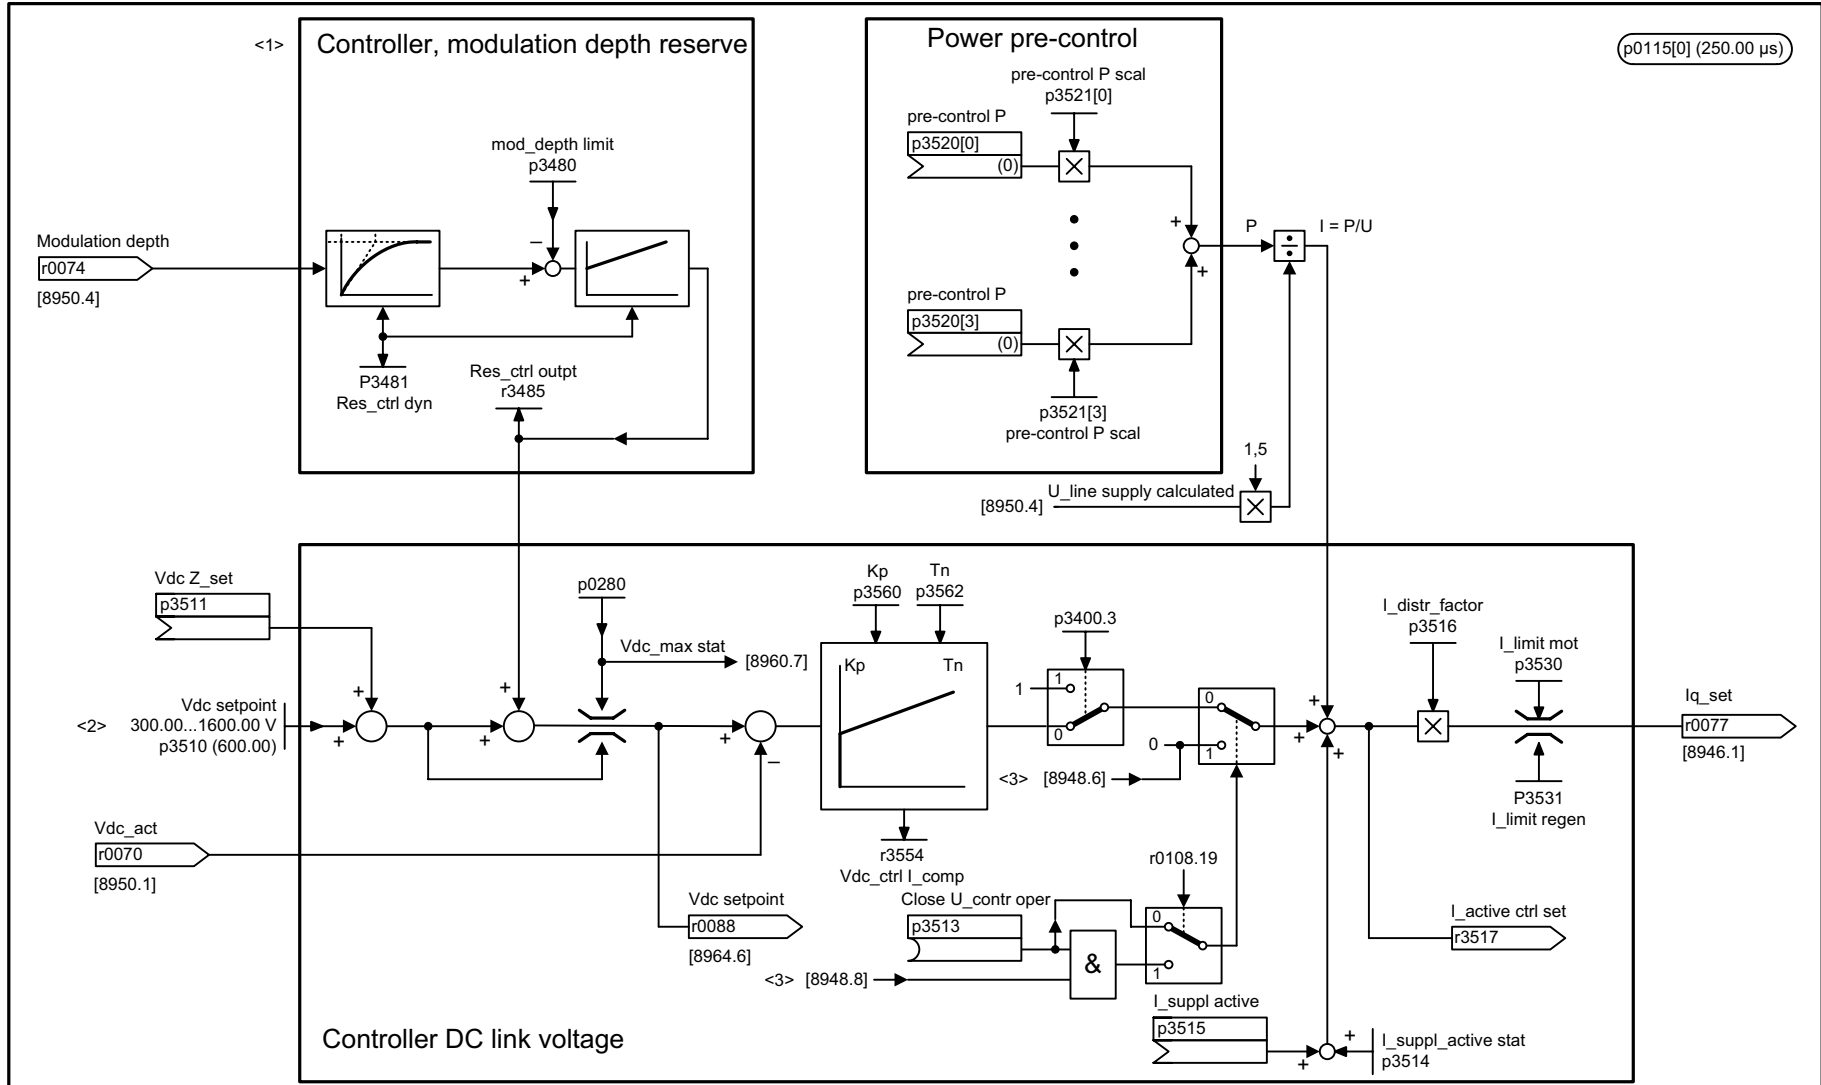 <1>
Controller, modulation depth reserve
Power pre-control
p0115[0] (250.00 µs)
pre-control P scal
p3521[0]
pre-control P
p3520[0]
(0)
mod_depth limit
p3480
–
+
Modulation depth
r0074
[8950.4]
P3481
Res_ctrl dyn
Res_ctrl outpt
r3485
+
+
P
I = P/U
pre-control P
p3520[3]
(0)
p3521[3]
pre-control P scal
1,5
U_line supply calculated
[8950.4]
Vdc Z_set
p3511
p0280
Vdc_max stat
[8960.7]
Kp
p3560
Tn
p3562
Kp
Tn
p3400.3
1
1
0
0
0
1
I_distr_factor
p3516
I_limit mot
p3530
<2>
Vdc setpoint
300.00...1600.00 V
p3510 (600.00)
+
+
+
+
+
–
+
+
+
Iq_set
r0077
[8946.1]
<3> [8948.6]
P3531
I_limit regen
Vdc_act
r0070
[8950.1]
r3554
Vdc_ctrl I_comp
r0108.19
Vdc setpoint
r0088
[8964.6]
Close U_contr oper
p3513
<3> [8948.8]
&
0
1
I_active ctrl set
r3517
I_suppl active
p3515
+
+
I_suppl_active stat
p3514
Controller DC link voltage